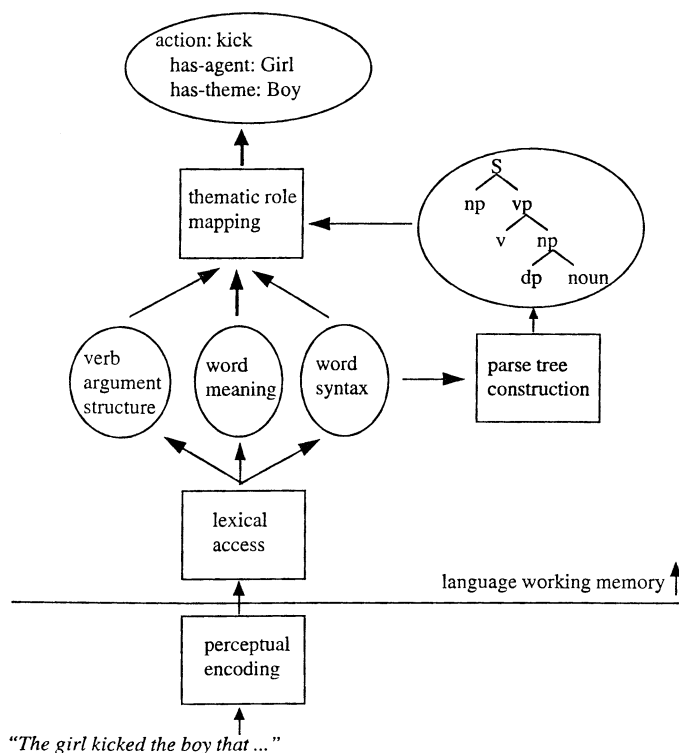 action: kick
has-agent: Girl
has-theme: Boy
thematic role
mapping
S
np vp
v np
dp noun
verb
argument
structure
word
meaning
word
syntax
parse tree
construction
lexical
access
language working memory
perceptual
encoding
"The girl kicked the boy that ..."